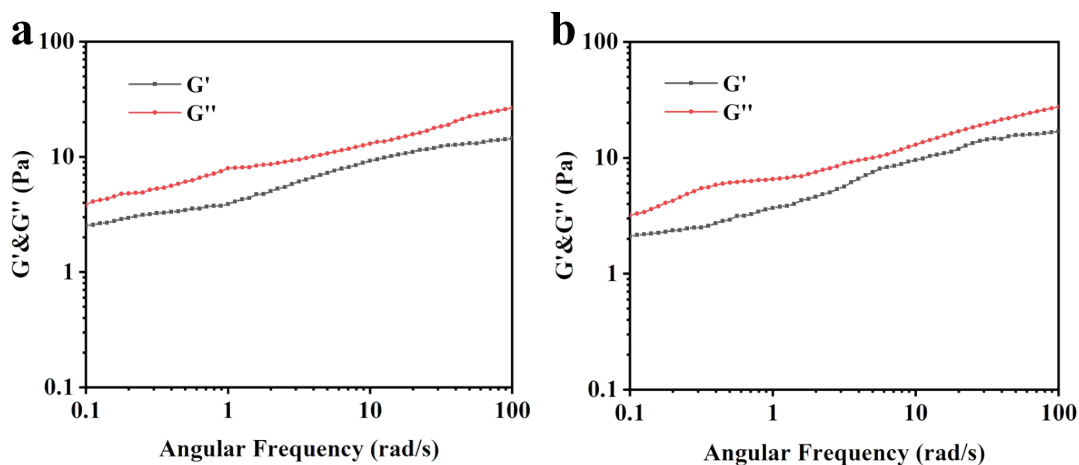 a
100
10
1
0.1
G'&G'' (Pa)
G'
G''
0.1 1 10 100
Angular Frequency (rad/s)
b
100
10
1
0.1
G'&G'' (Pa)
G'
G''
0.1 1 10 100
Angular Frequency (rad/s)